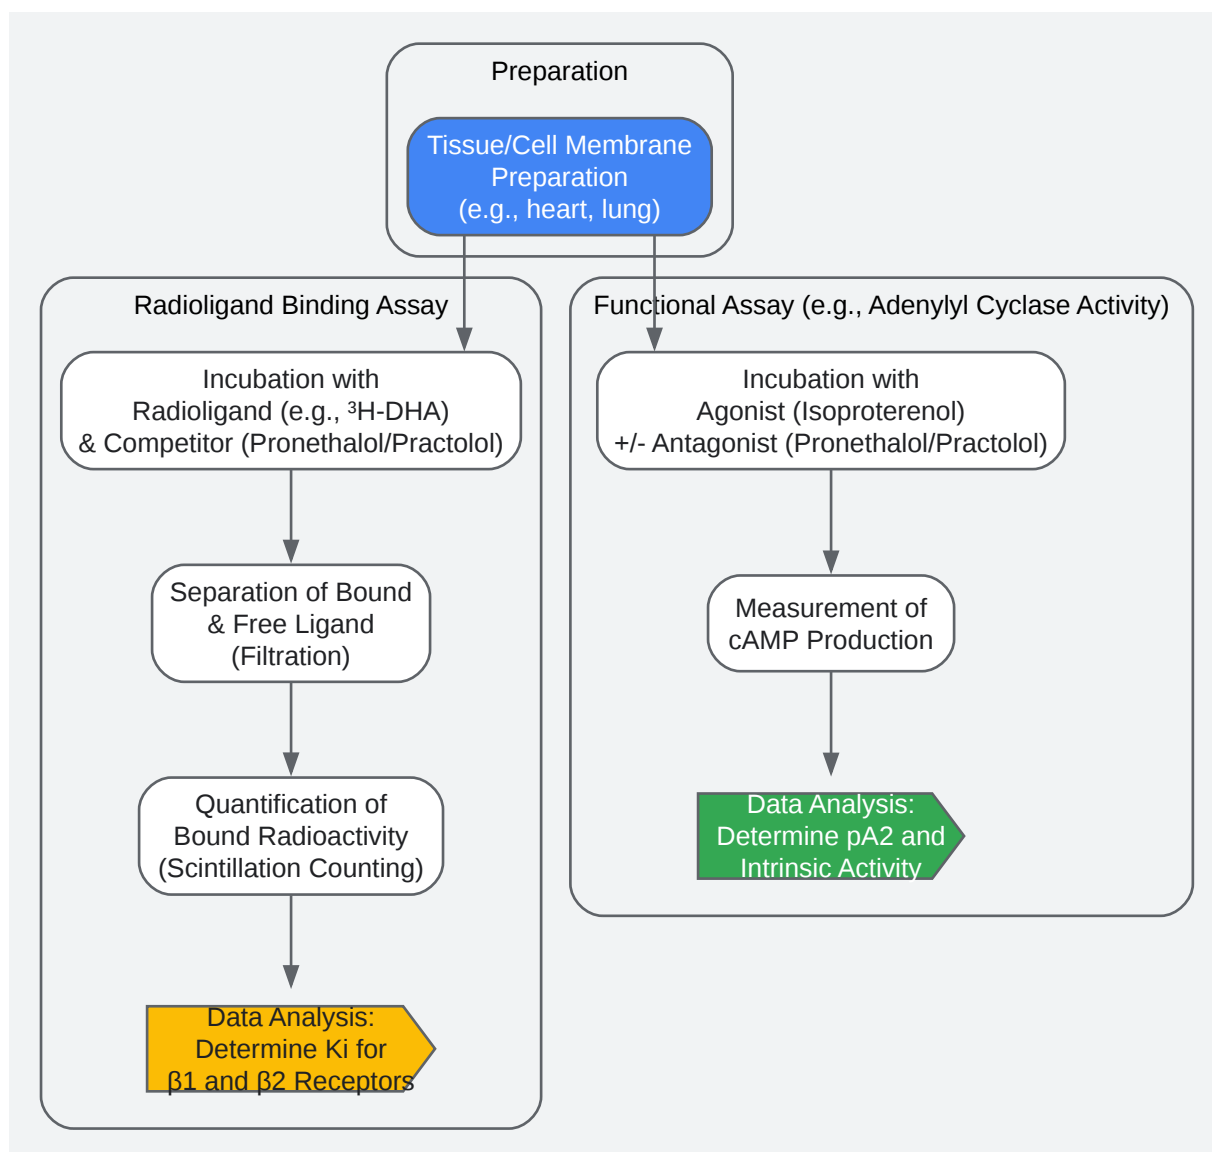 Preparation
Tissue/Cell Membrane
Preparation
(e.g., heart, lung)
Radioligand Binding Assay
Incubation with
Radioligand (e.g., ³H-DHA)
& Competitor (Pronethalol/Practolol)
Separation of Bound
& Free Ligand
(Filtration)
Quantification of
Bound Radioactivity
(Scintillation Counting)
Data Analysis:
Determine Ki for
β1 and β2 Receptors
Functional Assay (e.g., Adenylyl Cyclase Activity)
Incubation with
Agonist (Isoproterenol)
+/- Antagonist (Pronethalol/Practolol)
Measurement of
cAMP Production
Data Analysis:
Determine pA2 and
Intrinsic Activity